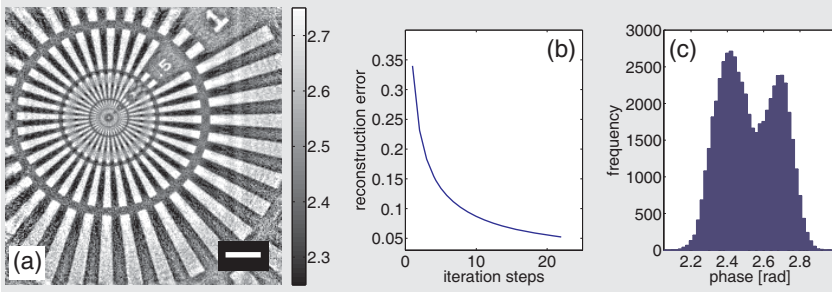 1
.5
(a)
2.7
2.6
2.5
2.4
2.3
(b)
reconstruction error
0.35
0.3
0.25
0.2
0.15
0.1
0.05
0 10 20
iteration steps
(c)
frequency
3000
2500
2000
1500
1000
500
0
2.2 2.4 2.6 2.8
phase [rad]